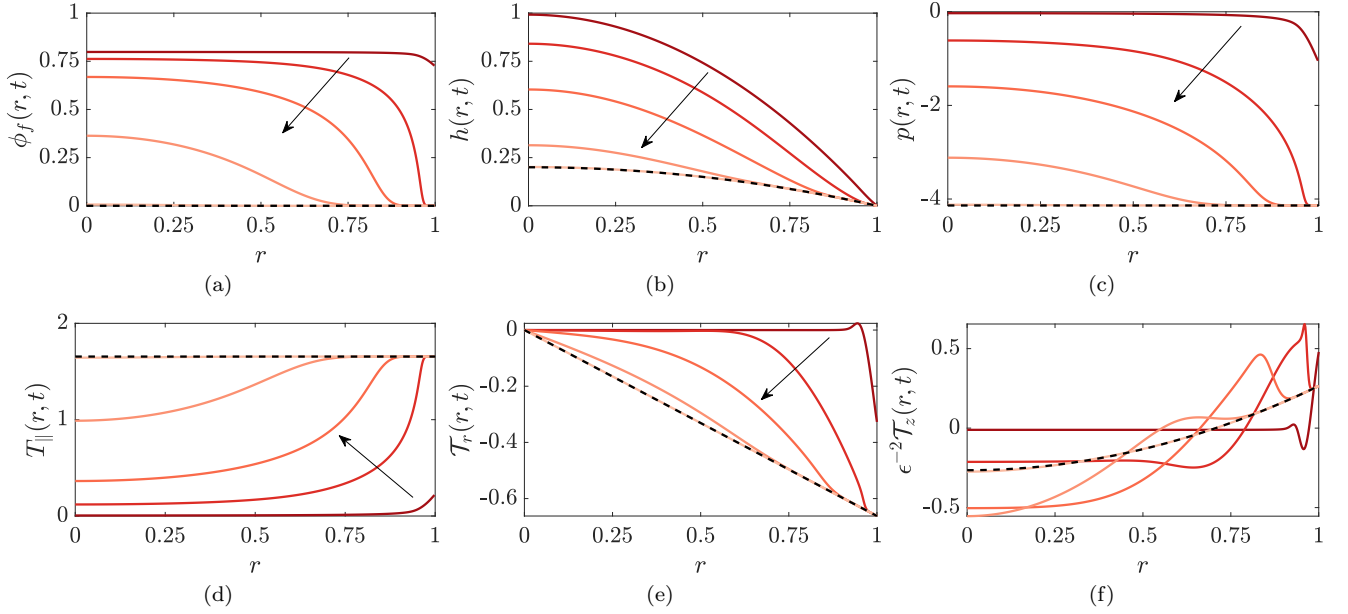 1
0.75
0.5
0.25
0
ϕ_f(r, t)
0
0.25
0.5
0.75
1
r
(a)
1
0.75
0.5
0.25
0
h(r, t)
0
0.25
0.5
0.75
1
r
(b)
0
-2
-4
p(r, t)
0
0.25
0.5
0.75
1
r
(c)
2
1
0
T_∥(r, t)
0
0.25
0.5
0.75
1
r
(d)
0
-0.2
-0.4
-0.6
𝒯_r(r, t)
0
0.25
0.5
0.75
1
r
(e)
0.5
0
-0.5
ϵ^{-2}𝒯_z(r, t)
0
0.25
0.5
0.75
1
r
(f)